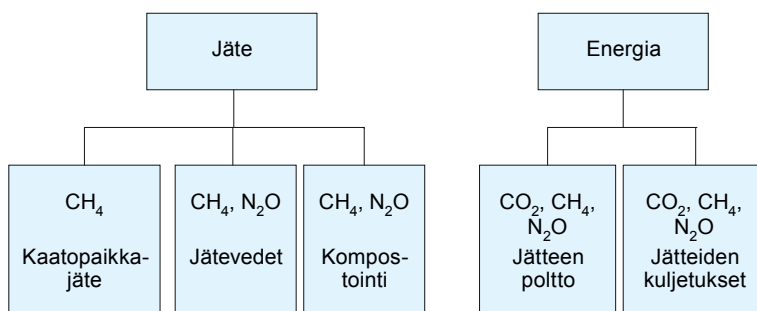 Jäte
Energia
CH₄
Kaatopaikka-
jäte
CH₄, N₂O
Jätevedet
CH₄, N₂O
Kompos-
tointi
CO₂, CH₄,
N₂O
Jätteen
poltto
CO₂, CH₄,
N₂O
Jätteiden
kuljetukset